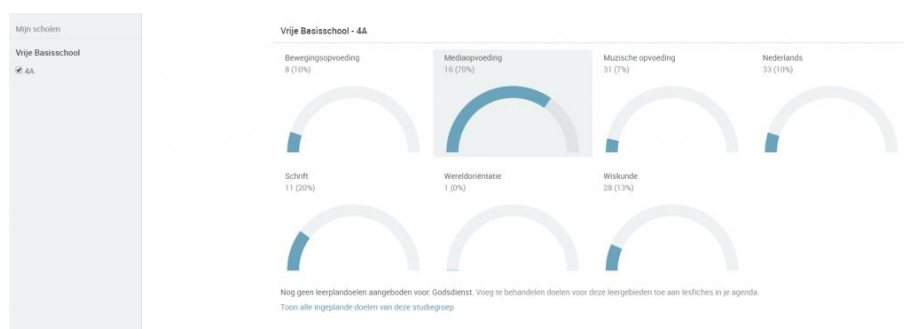 Mijn scholen
Vrije Basisschool
4A
Vrije Basisschool - 4A
Bewegingsopvoeding
8 (10%)
Mediaopvoeding
16 (70%)
Muzische opvoeding
31 (7%)
Nederlands
33 (10%)
Schrift
11 (20%)
Wereldoriëntatie
1 (0%)
Wiskunde
28 (13%)
Nog geen leerplandoelen aangeboden voor: Godsdienst. Voeg te behandelen doelen voor deze leergebieden toe aan lesfiches in je agenda.
Toon alle ingeplande doelen van deze studiegroep